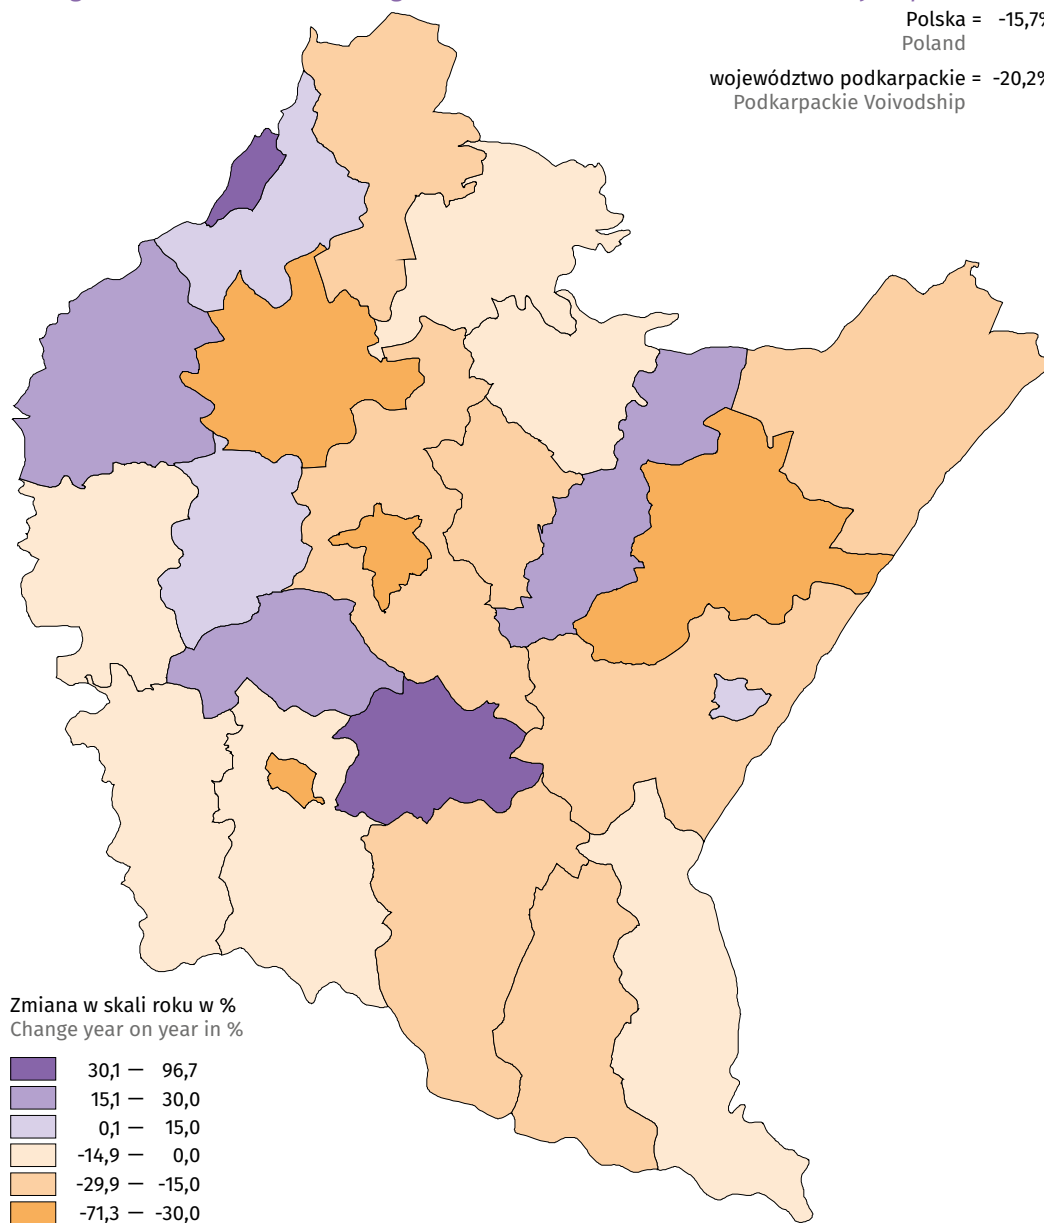 Polska = -15,7%
Poland
województwo podkarpackie = -20,2%
Podkarpackie Voivodship
Zmiana w skali roku w %
Change year on year in %
30,1 — 96,7
15,1 — 30,0
0,1 — 15,0
-14,9 — 0,0
-29,9 — -15,0
-71,3 — -30,0